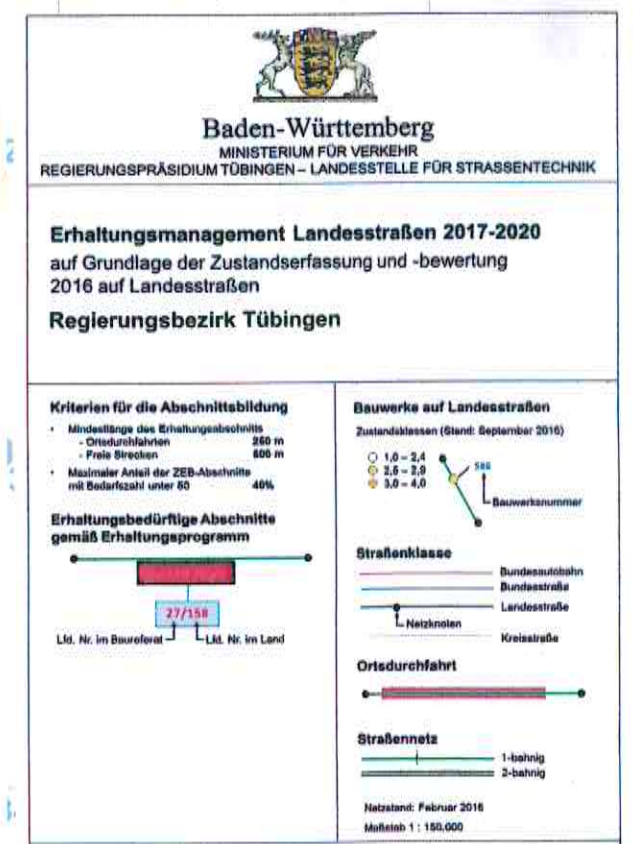 Baden-Württemberg
MINISTERIUM FÜR VERKEHR
REGIERUNGSPRÄSIDIUM TÜBINGEN – LANDESSTELLE FÜR STRASSENTECHNIK
Erhaltungsmanagement Landesstraßen 2017-2020
auf Grundlage der Zustandserfassung und -bewertung
2016 auf Landesstraßen
Regierungsbezirk Tübingen
Kriterien für die Abschnittsbildung
• Mindestlänge des Erhaltungsabschnitts
- Ortsdurchfahrten 250 m
- Freie Strecken 600 m
• Maximaler Anteil der ZEB-Abschnitte
mit Bedarfszahl unter 50 40%
Erhaltungsbedürftige Abschnitte
gemäß Erhaltungsprogramm
27/158
Lfd. Nr. im Baureferat
Lfd. Nr. im Land
Bauwerke auf Landesstraßen
Zustandsklassen (Stand: September 2016)
1,0 – 2,4
2,5 – 2,9
3,0 – 4,0
Bauwerksnummer
Straßenklasse
Bundesautobahn
Bundesstraße
Landesstraße
Netzknoten
Kreisstraße
Ortsdurchfahrt
Straßennetz
1-bahnig
2-bahnig
Netzstand: Februar 2016
Maßstab 1 : 150.000